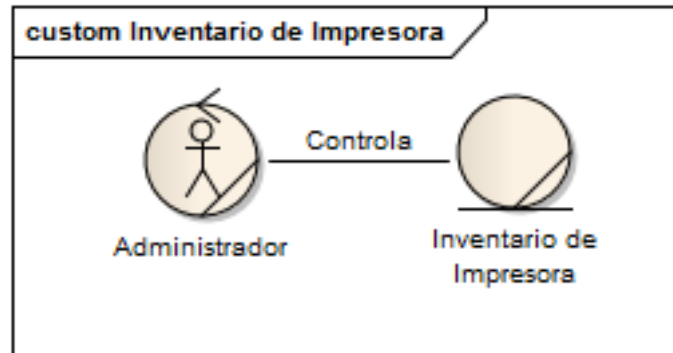 custom Inventario de Impresora
Controla
Administrador
Inventario de
Impresora